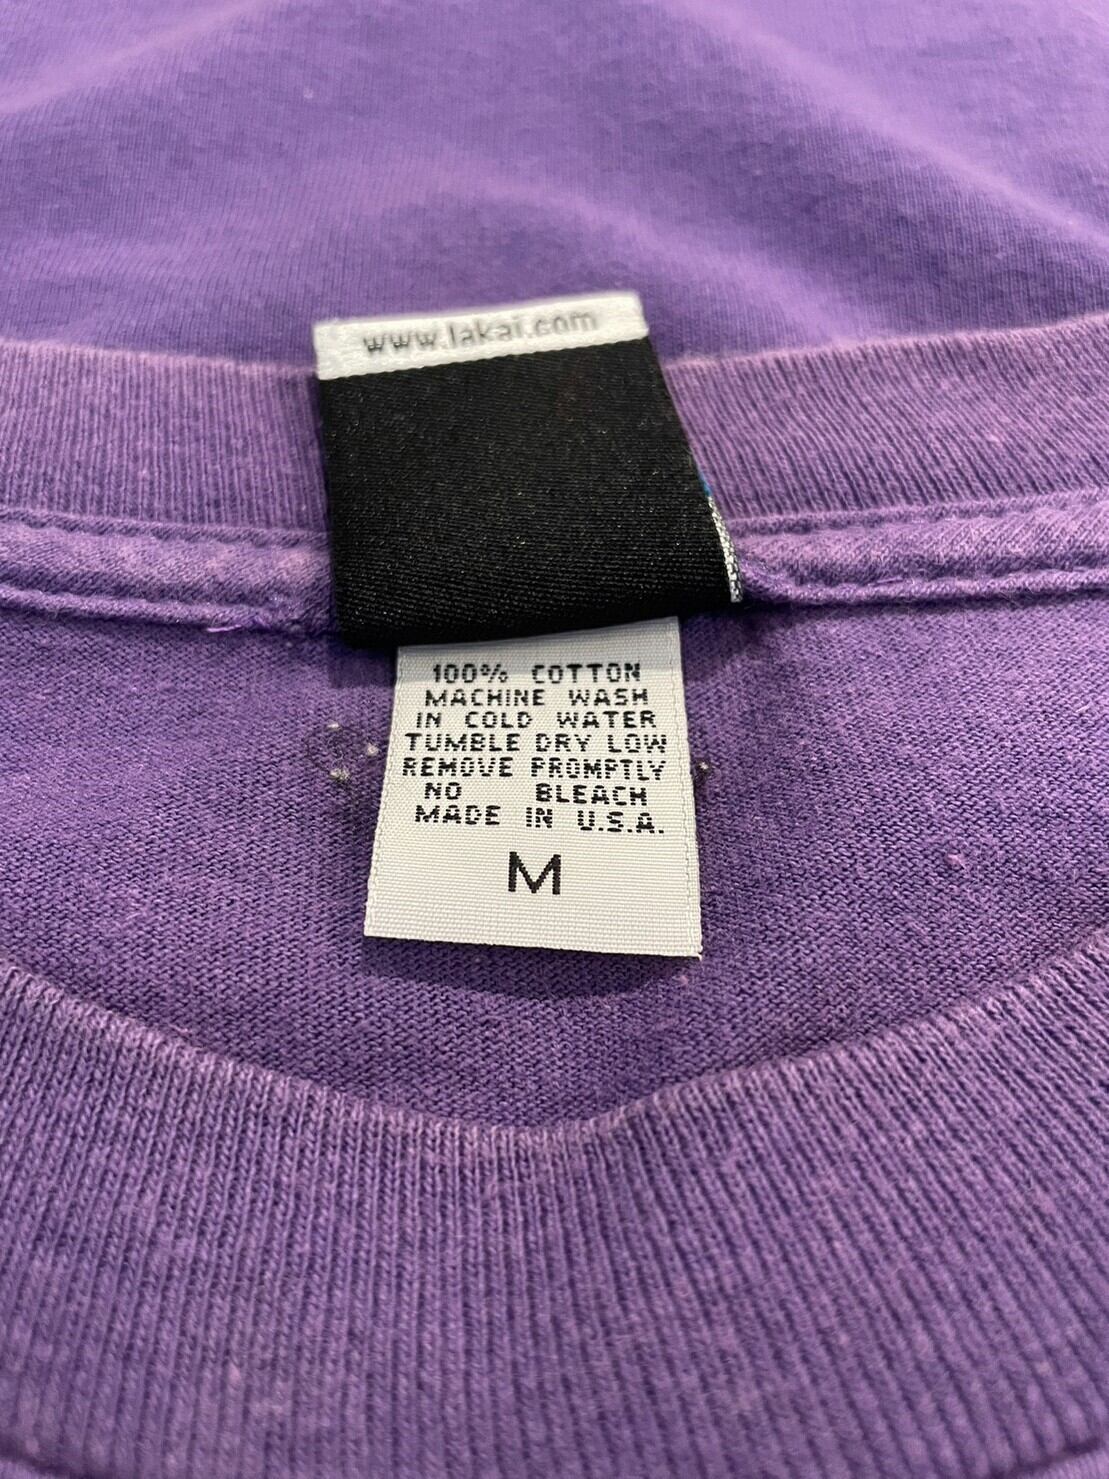 www.lakai.com
100% COTTON
MACHINE WASH
IN COLD WATER
TUMBLE DRY LOW
REMOVE PROMPTLY
NO BLEACH
MADE IN U.S.A.
M